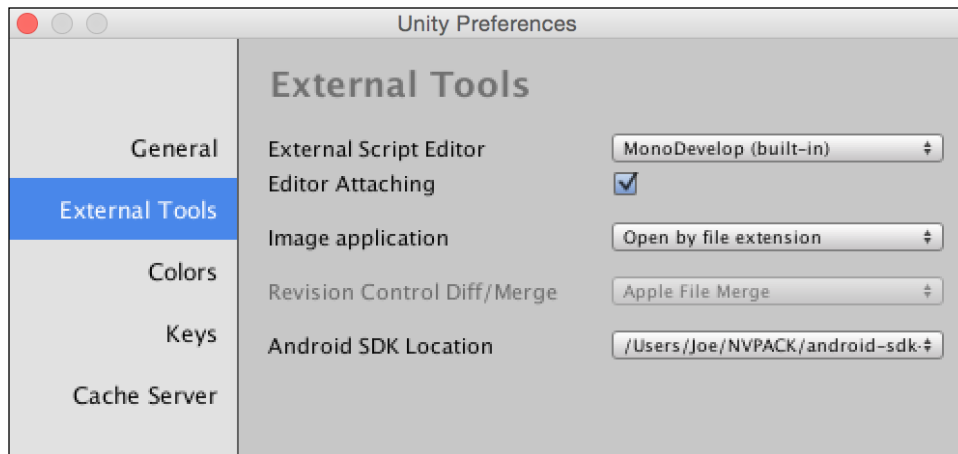 Unity Preferences
External Tools
General
External Tools
Colors
Keys
Cache Server
External Script Editor MonoDevelop (built-in)
Editor Attaching
Image application Open by file extension
Revision Control Diff/Merge Apple File Merge
Android SDK Location /Users/Joe/NVPACK/android-sdk-